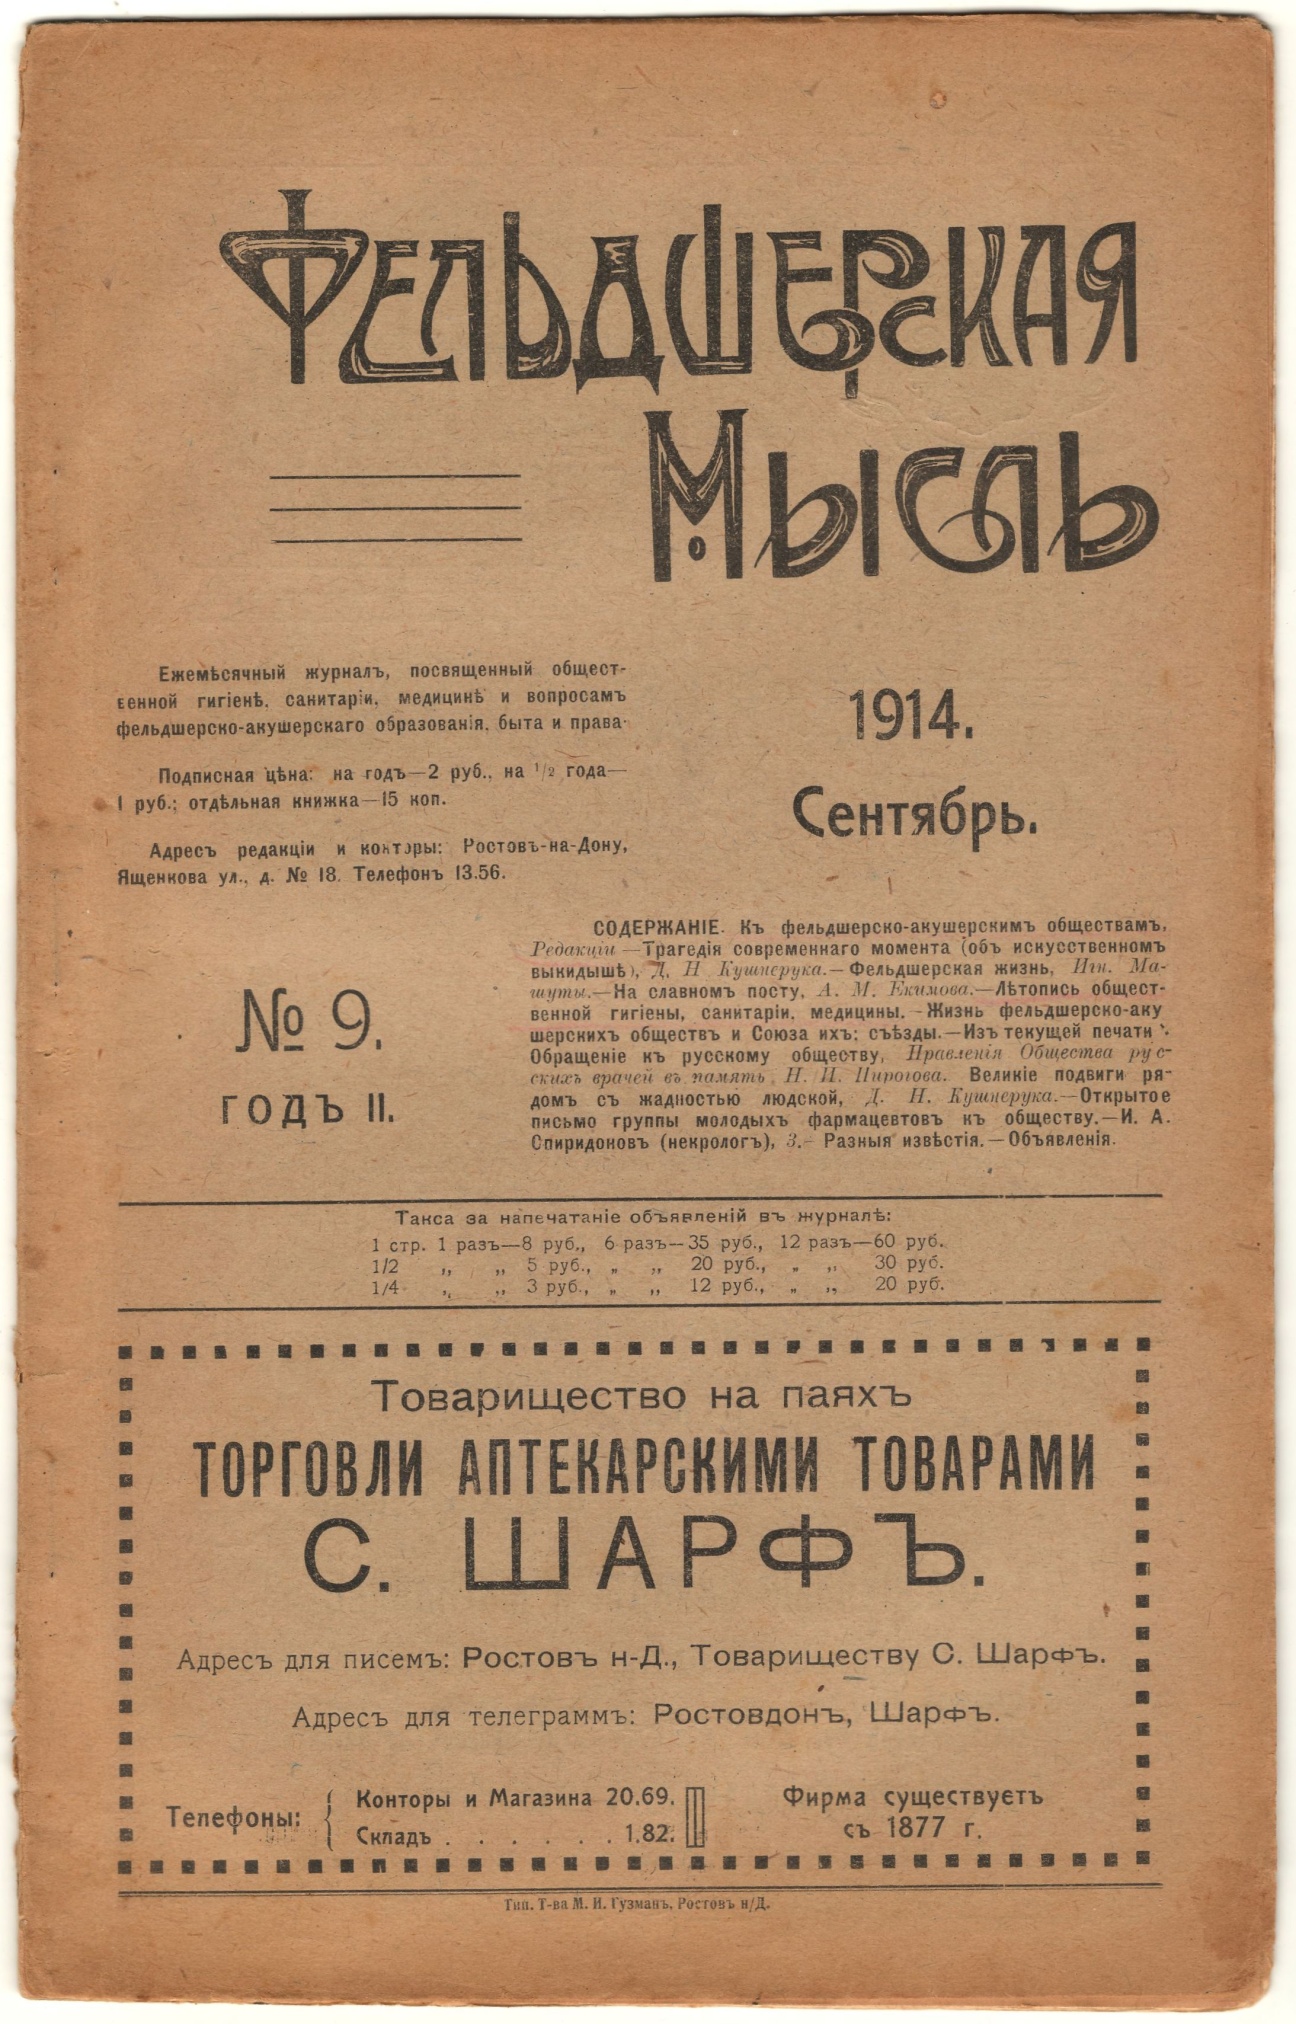 Фельдшерская
Мысль
Ежемѣсячный журналъ, посвященный общест-
венной гигіенѣ, санитаріи, медицинѣ и вопросамъ
фельдшерско-акушерскаго образованія, быта и права.
Подписная цѣна: на годъ—2 руб., на 1/2 года—
1 руб.; отдѣльная книжка—15 коп.
Адресъ редакціи и конторы: Ростовъ-на-Дону,
Ященкова ул., д. № 18. Телефонъ 13.56.
1914.
Сентябрь.
№ 9.
ГОДЪ II.
СОДЕРЖАНІЕ. Къ фельдшерско-акушерскимъ обществамъ,
Редакціи—Трагедія современнаго момента (объ искусственномъ
выкидышѣ), Д. Н Кушнерука.—Фельдшерская жизнь, Игн. Ма-
шуты.—На славномъ посту, А. М. Екимова.—Лѣтопись общест-
венной гигіены, санитаріи, медицины.—Жизнь фельдшерско-аку
шерскихъ обществъ и Союза ихъ; съѣзды.—Изъ текущей печати:
Обращеніе къ русскому обществу, Правленія Общества рус-
скихъ врачей въ память Н. И. Пирогова. Великіе подвиги ря-
домъ съ жадностью людской, Д. Н. Кушнерука.—Открытое
письмо группы молодыхъ фармацевтовъ къ обществу.—И. А.
Спиридоновъ (некрологъ), З.—Разныя извѣстія.—Объявленія.
Такса за напечатаніе объявленій въ журналѣ:
1 стр. 1 разъ—8 руб., 6 разъ—35 руб., 12 разъ—60 руб.
1/2 „ „ 5 руб., „ „ 20 руб., „ „ 30 руб.
1/4 „ „ 3 руб., „ „ 12 руб., „ „ 20 руб.
Товарищество на паяхъ
ТОРГОВЛИ АПТЕКАРСКИМИ ТОВАРАМИ
С. ШАРФЪ.
Адресъ для писемъ: Ростовъ н-Д., Товариществу С. Шарфъ.
Адресъ для телеграммъ: Ростовдонъ, Шарфъ.
Телефоны:
Конторы и Магазина 20.69.
Складъ . . . . . . 1.82.
Фирма существуетъ
съ 1877 г.
Тип. Т-ва М. И. Гузманъ, Ростовъ н/Д.